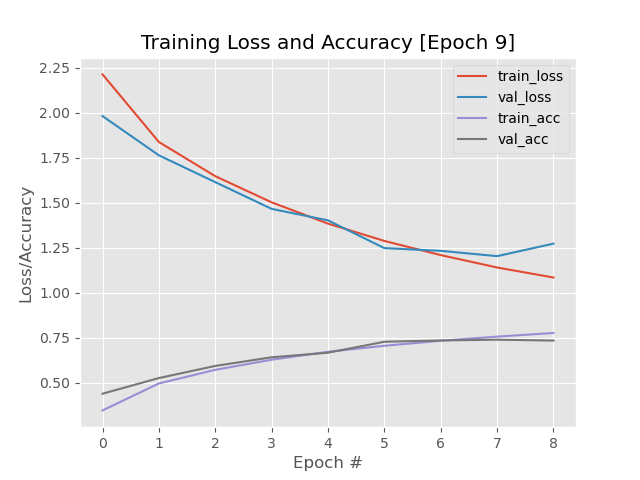 Training Loss and Accuracy [Epoch 9]
2.25
2.00
1.75
1.50
1.25
1.00
0.75
0.50
Loss/Accuracy
train_loss
val_loss
train_acc
val_acc
0 1 2 3 4 5 6 7 8
Epoch #